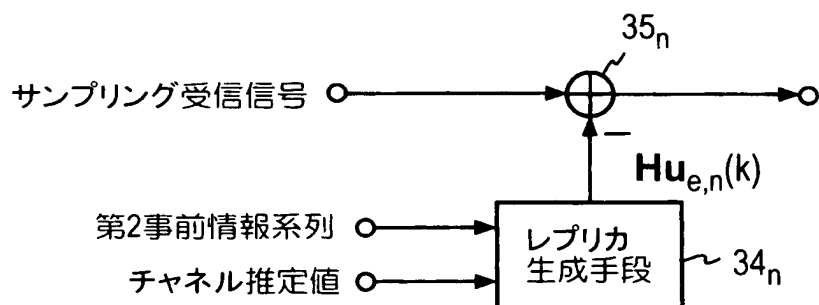 35n
サンプリング受信信号
−
Hu e,n(k)
第2事前情報系列
レプリカ
生成手段
チャネル推定値
34n